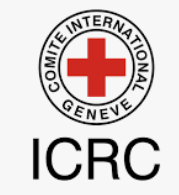 COMITE INTERNATIONAL
GENEVE
ICRC